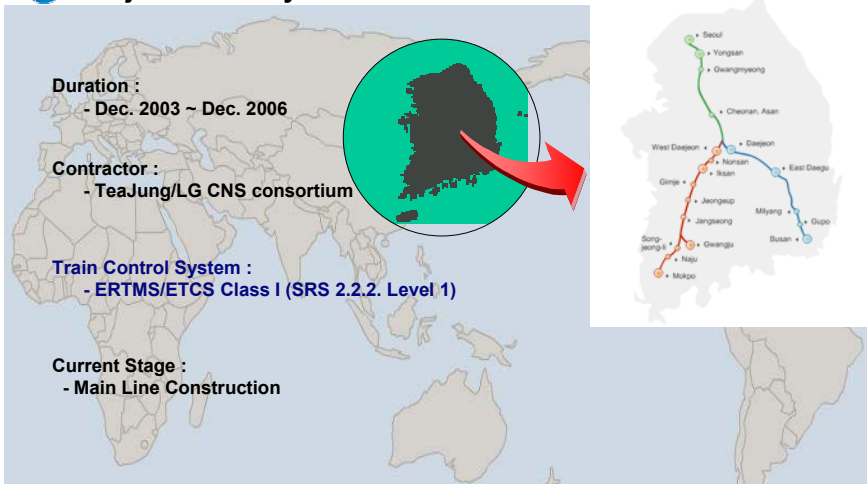 Duration :
- Dec. 2003 ~ Dec. 2006
Contractor :
- TeaJung/LG CNS consortium
Train Control System :
- ERTMS/ETCS Class I (SRS 2.2.2. Level 1)
Current Stage :
- Main Line Construction
Seoul
Yongsan
Gwangmyeong
Cheonan, Asan
West Daejeon
Daejeon
Nonsan
Iksan
East Daegu
Gimje
Jeongeup
Milyang
Jangseong
Gupo
Busan
Song-
jeong-li
Gwangju
Naju
Mokpo